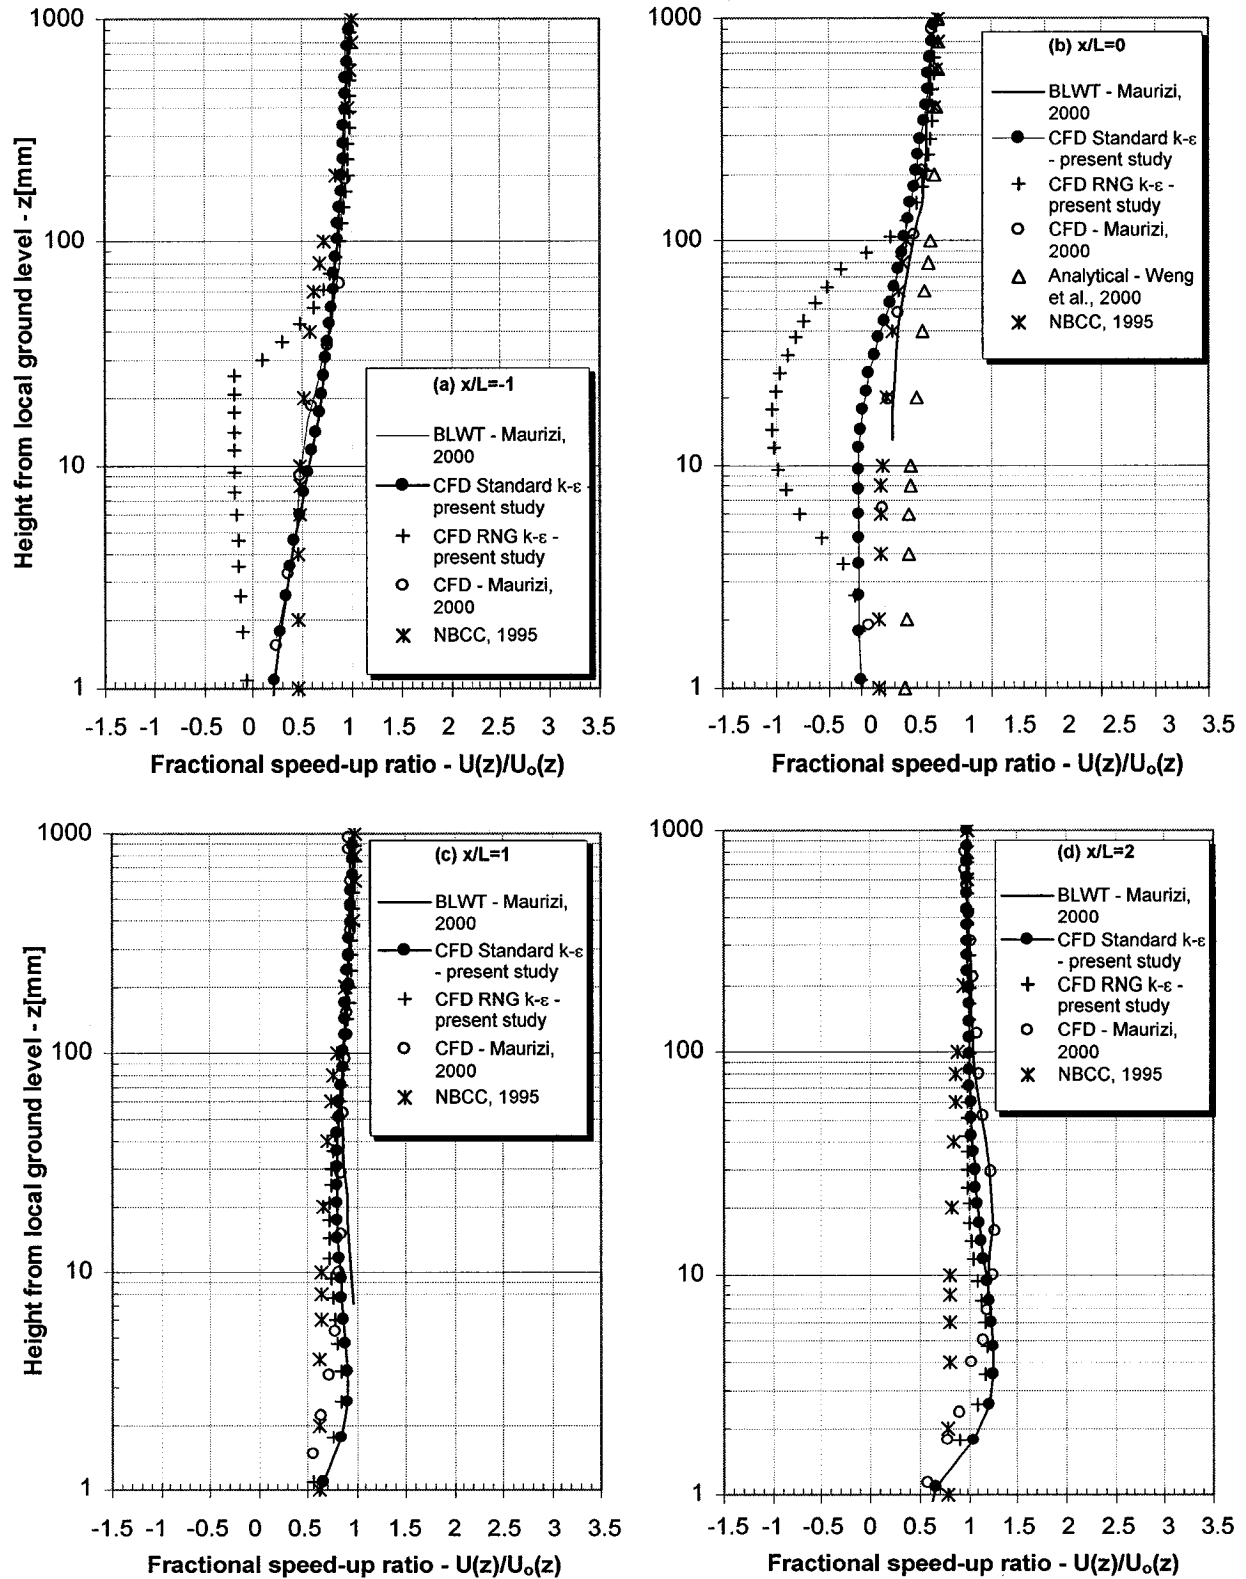 1000
100
10
1
Height from local ground level - z[mm]
(a) x/L=-1
BLWT - Maurizi,
2000
CFD Standard k-ε -
present study
CFD RNG k-ε -
present study
CFD - Maurizi,
2000
NBCC, 1995
-1.5 -1 -0.5 0 0.5 1 1.5 2 2.5 3 3.5
Fractional speed-up ratio - U(z)/Uₒ(z)
1000
100
10
1
(b) x/L=0
BLWT - Maurizi,
2000
CFD Standard k-ε
- present study
CFD RNG k-ε -
present study
CFD - Maurizi,
2000
Analytical - Weng
et al., 2000
NBCC, 1995
-1.5 -1 -0.5 0 0.5 1 1.5 2 2.5 3 3.5
Fractional speed-up ratio - U(z)/Uₒ(z)
1000
100
10
1
Height from local ground level - z[mm]
(c) x/L=1
BLWT - Maurizi,
2000
CFD Standard k-ε
- present study
CFD RNG k-ε -
present study
CFD - Maurizi,
2000
NBCC, 1995
-1.5 -1 -0.5 0 0.5 1 1.5 2 2.5 3 3.5
Fractional speed-up ratio - U(z)/Uₒ(z)
1000
100
10
1
(d) x/L=2
BLWT - Maurizi,
2000
CFD Standard k-ε
- present study
CFD RNG k-ε -
present study
CFD - Maurizi,
2000
NBCC, 1995
-1.5 -1 -0.5 0 0.5 1 1.5 2 2.5 3 3.5
Fractional speed-up ratio - U(z)/Uₒ(z)